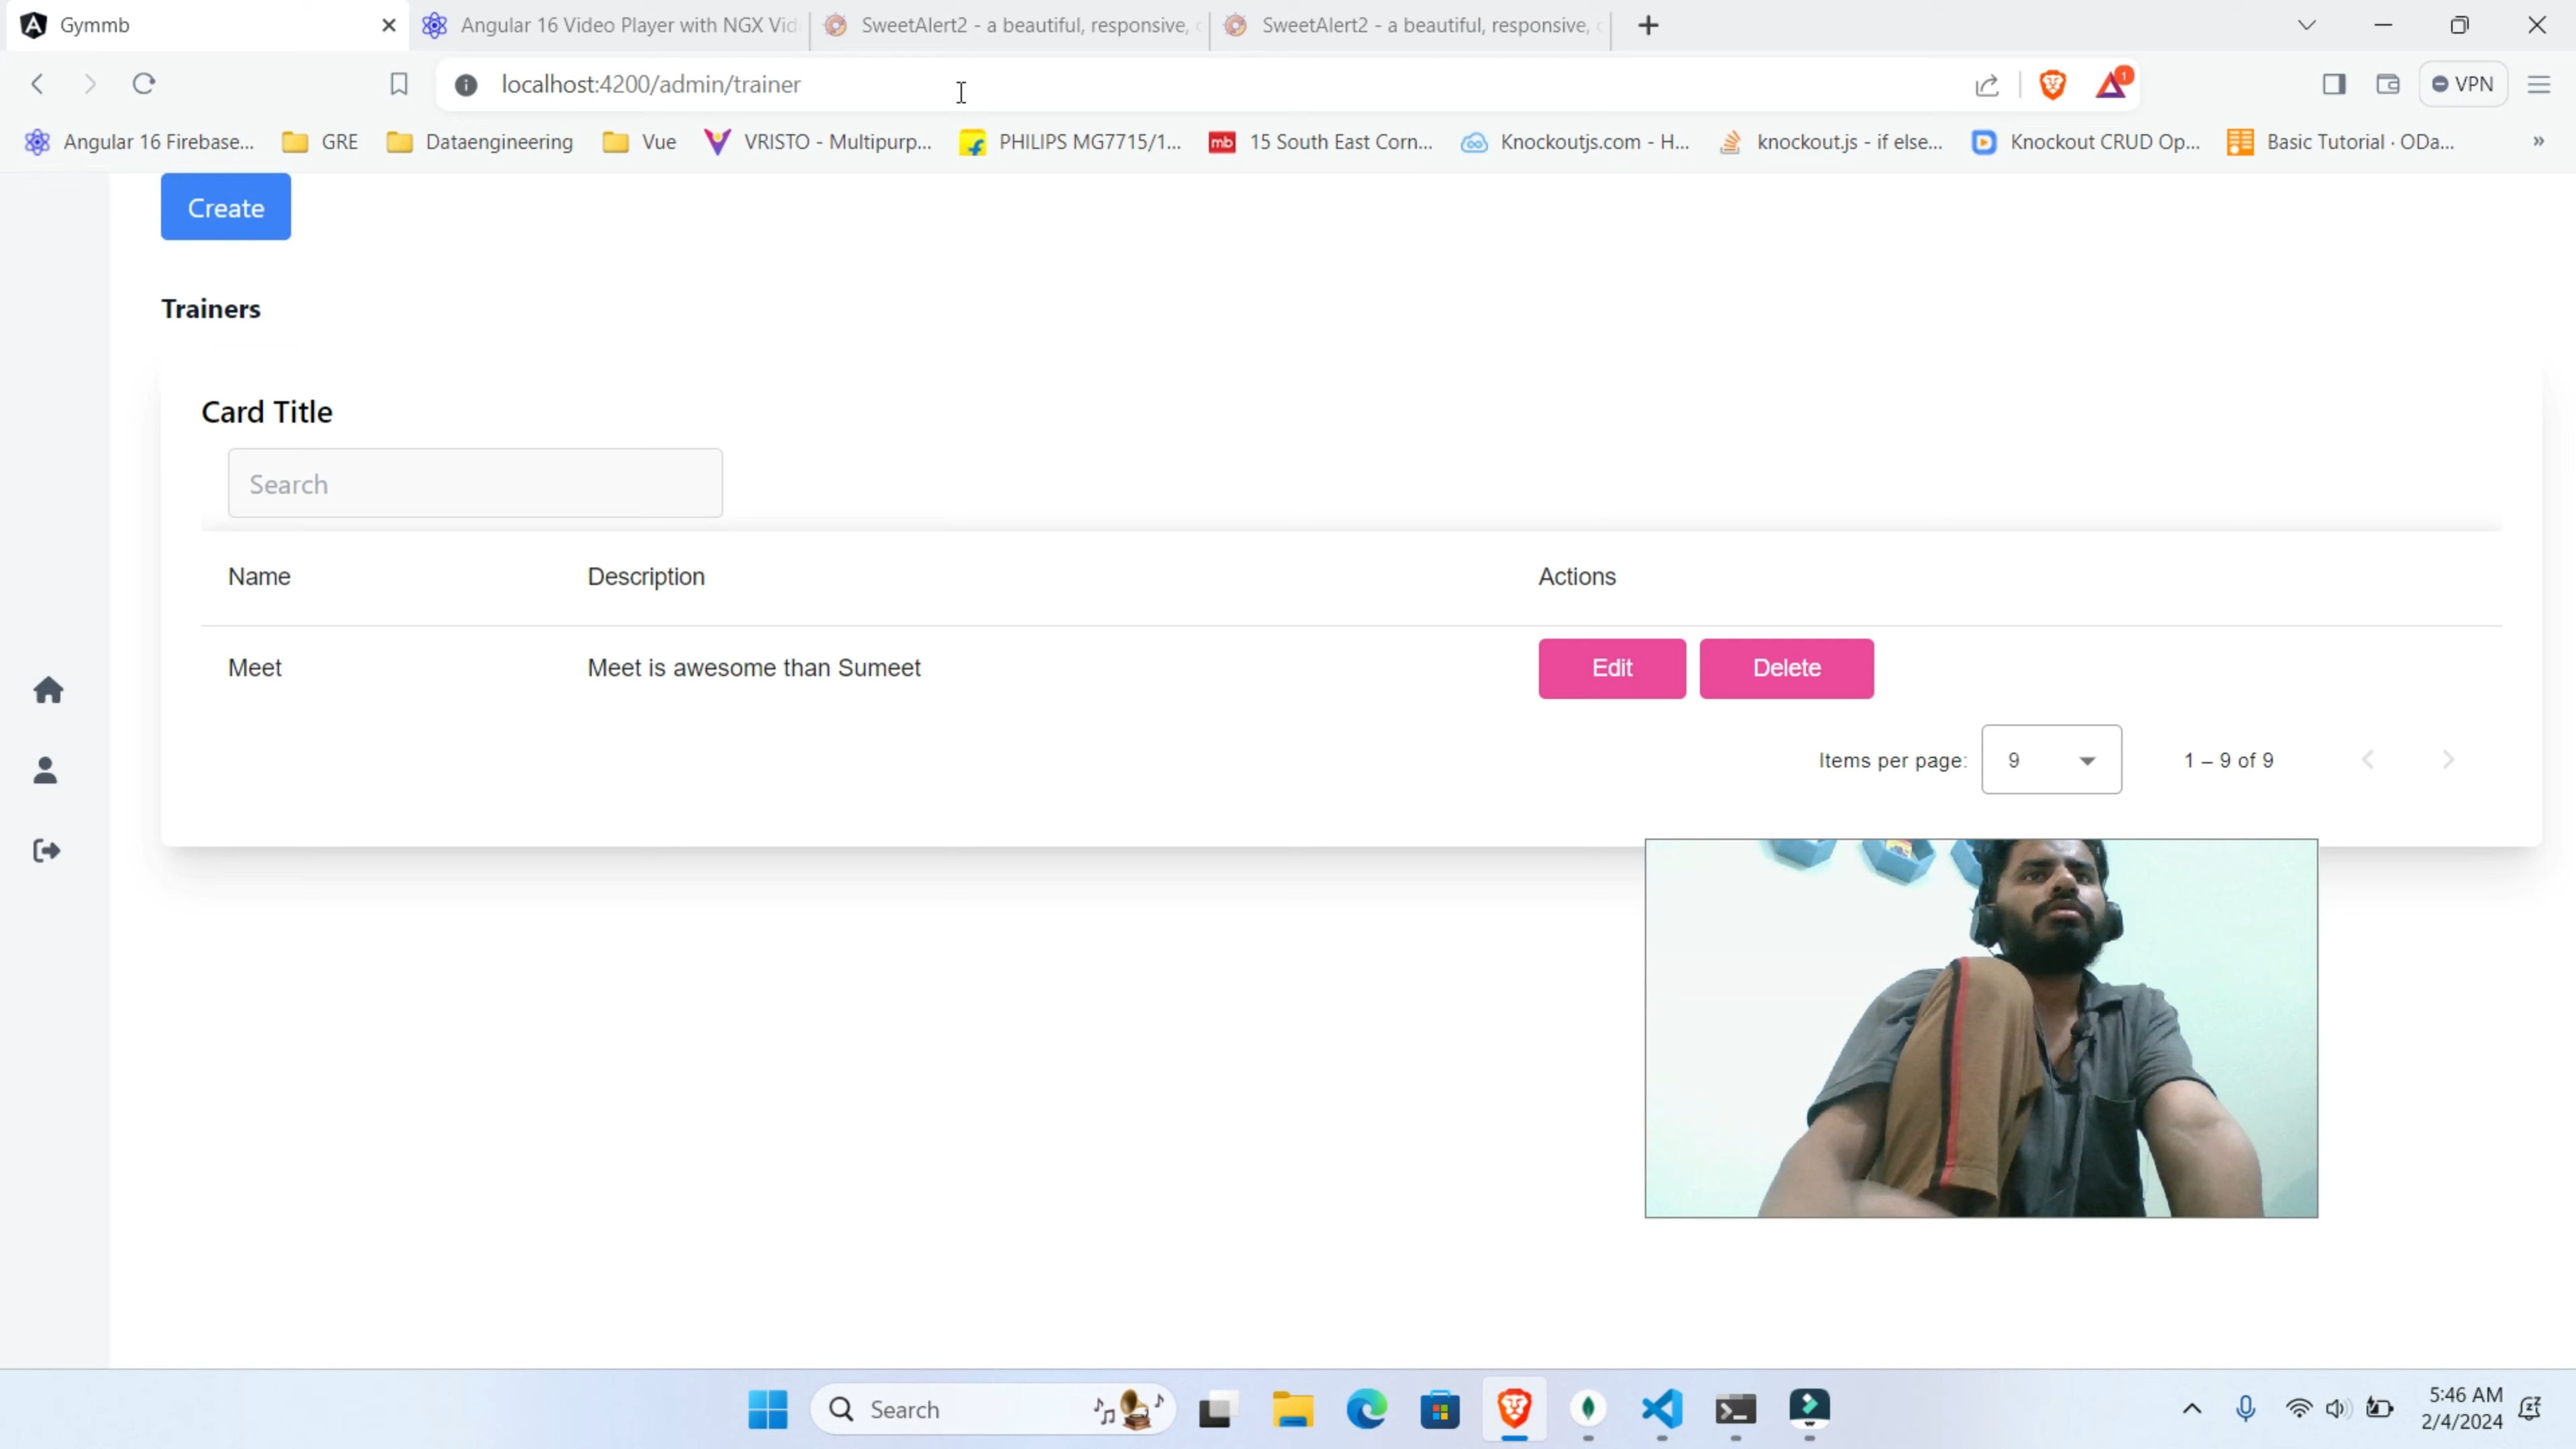 Gymmb
Angular 16 Video Player with NGX Vid
SweetAlert2 - a beautiful, responsive, c
SweetAlert2 - a beautiful, responsive, c
localhost:4200/admin/trainer
1
VPN
Angular 16 Firebase...
GRE
Dataengineering
Vue
VRISTO - Multipurp...
PHILIPS MG7715/1...
mb
15 South East Corn...
Knockoutjs.com - H...
knockout.js - if else...
Knockout CRUD Op...
Basic Tutorial · ODa...
»
Create
Trainers
Card Title
Search
Name Description Actions
Meet Meet is awesome than Sumeet Edit Delete
Items per page: 9 1 – 9 of 9
Search
5:46 AM
2/4/2024